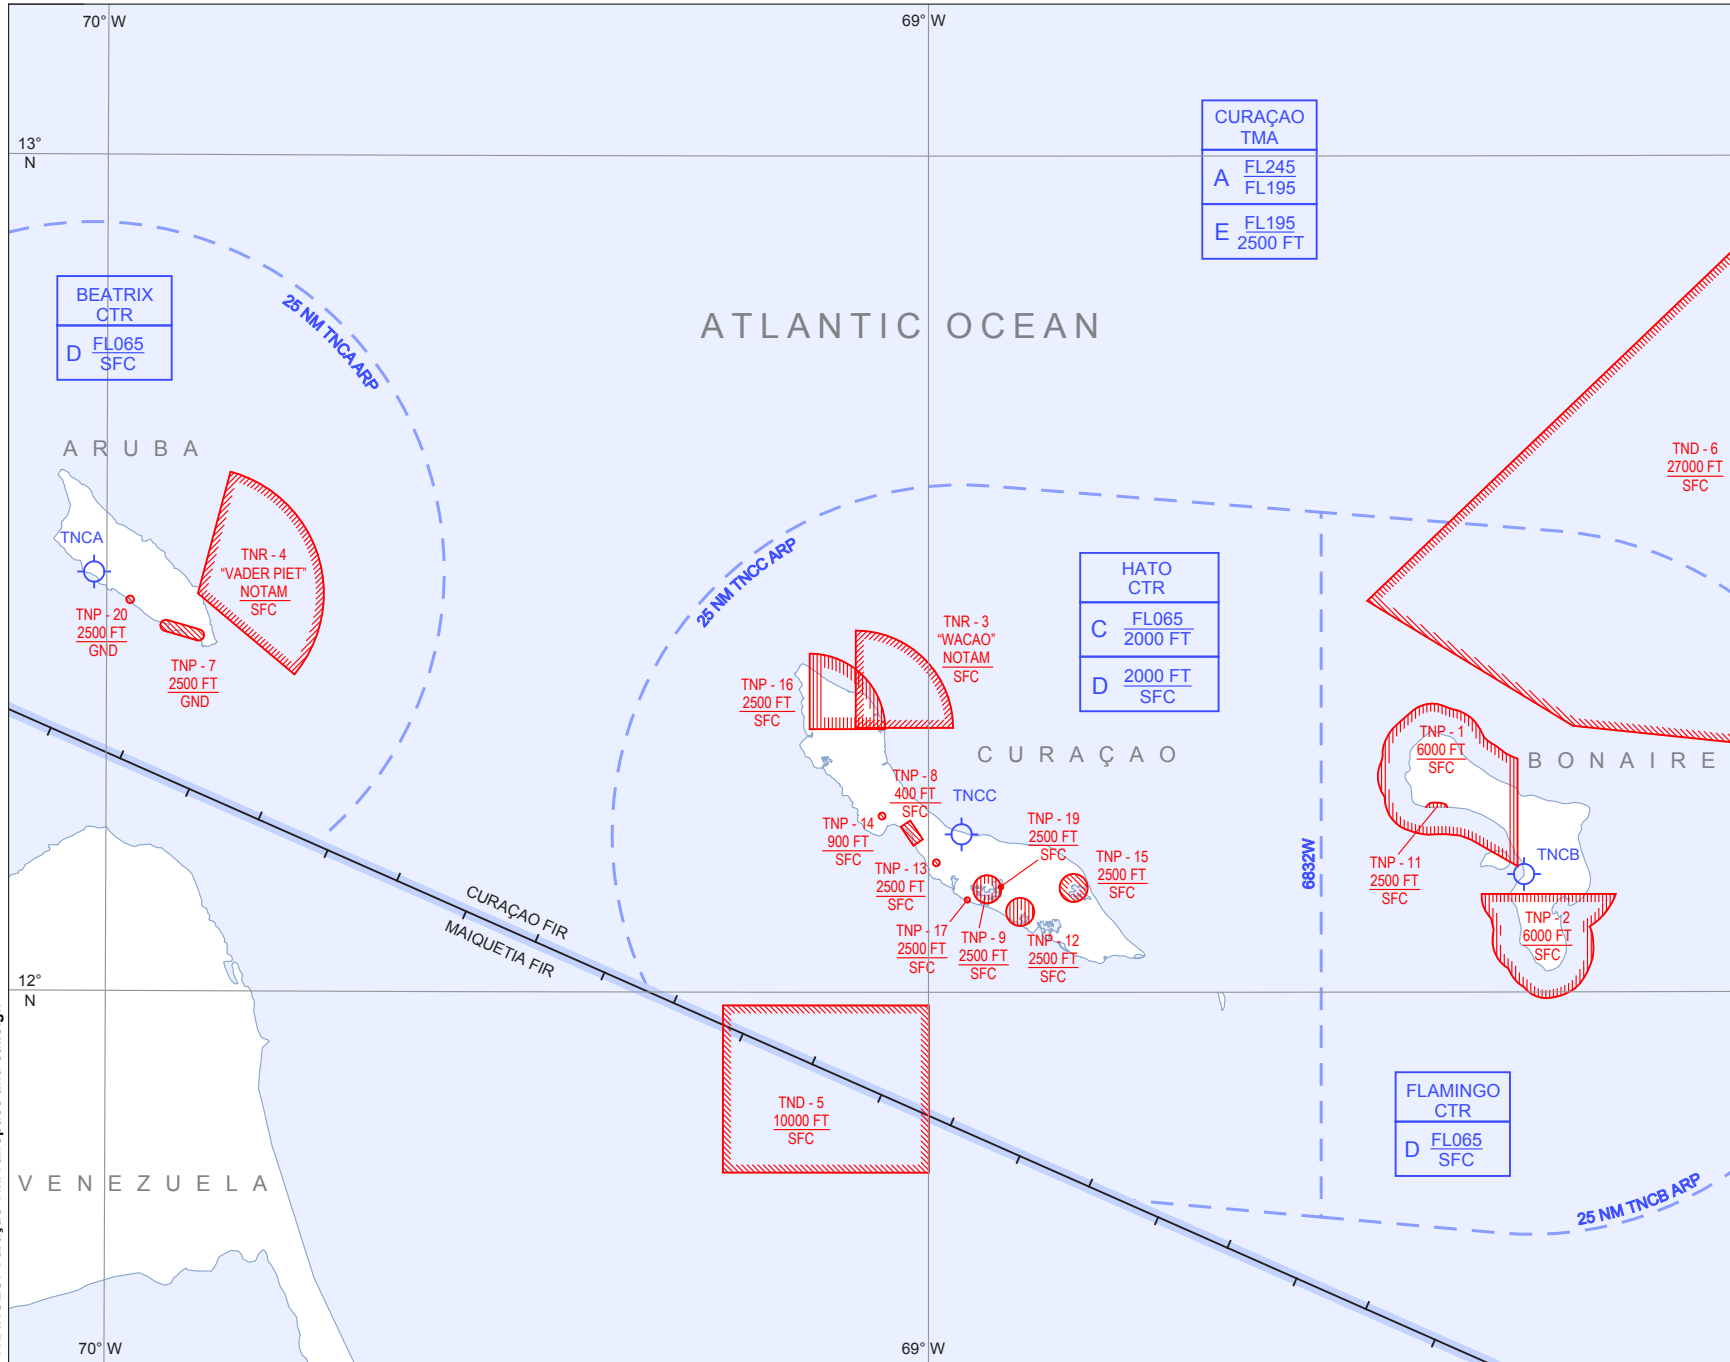 70° W
69° W
13°
N
CURAÇAO
TMA
A FL245
FL195
E FL195
2500 FT
BEATRIX
CTR
D FL065
SFC
25 NM TNCA ARP
ATLANTIC OCEAN
ARUBA
TNCA
TNR - 4
"VADER PIET"
NOTAM
SFC
TNP - 20
2500 FT
GND
TNP - 7
2500 FT
GND
TND - 6
27000 FT
SFC
25 NM TNCC ARP
HATO
CTR
C FL065
2000 FT
D 2000 FT
SFC
TNR - 3
"WACAO"
NOTAM
SFC
TNP - 16
2500 FT
SFC
CURAÇAO
TNP - 8
400 FT
SFC
TNCC
TNP - 14
900 FT
SFC
TNP - 19
2500 FT
SFC
TNP - 13
2500 FT
SFC
TNP - 15
2500 FT
SFC
TNP - 17
2500 FT
SFC
TNP - 9
2500 FT
SFC
TNP - 12
2500 FT
SFC
6832W
TNP - 1
6000 FT
SFC
BONAIRE
TNP - 11
2500 FT
SFC
TNCB
TNP - 2
6000 FT
SFC
CURAÇAO FIR
MAIQUETIA FIR
12°
N
TND - 5
10000 FT
SFC
FLAMINGO
CTR
D FL065
SFC
25 NM TNCB ARP
VENEZUELA
70° W
69° W